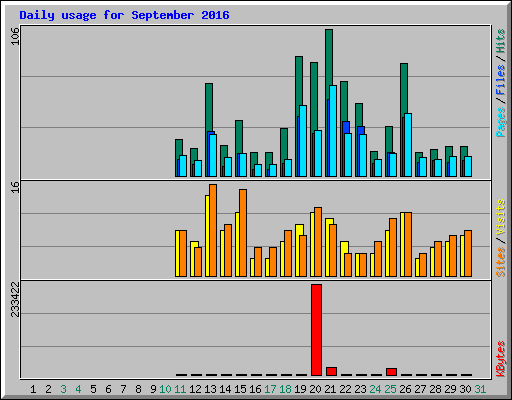 Daily usage for September 2016
106
Pages / Files / Hits
16
Sites / Visits
233422
KBytes
1 2 3 4 5 6 7 8 9 10 11 12 13 14 15 16 17 18 19 20 21 22 23 24 25 26 27 28 29 30 31